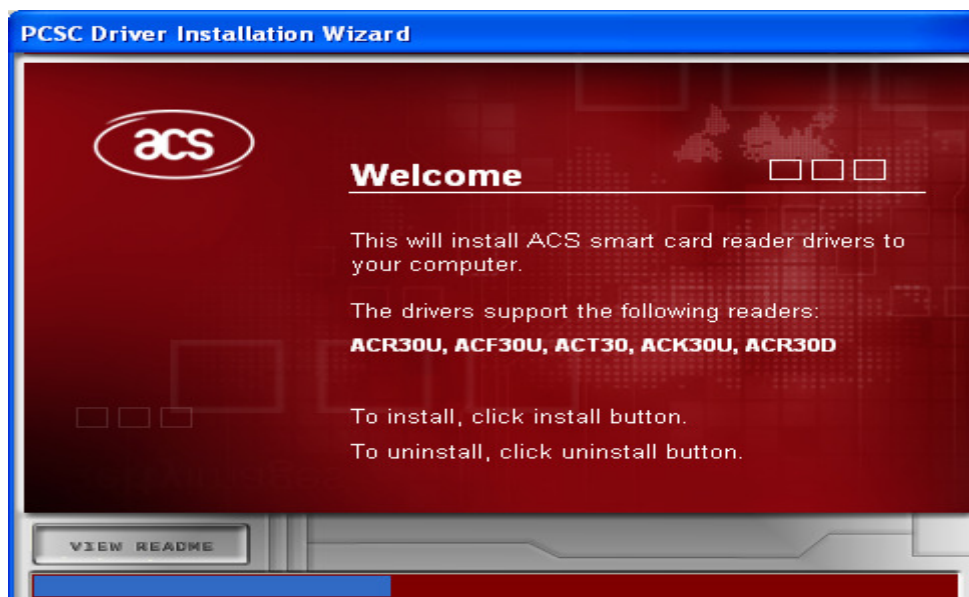 PCSC Driver Installation Wizard
acs
Welcome
This will install ACS smart card reader drivers to
your computer.
The drivers support the following readers:
ACR30U, ACF30U, ACT30, ACK30U, ACR30D
To install, click install button.
To uninstall, click uninstall button.
VIEW README